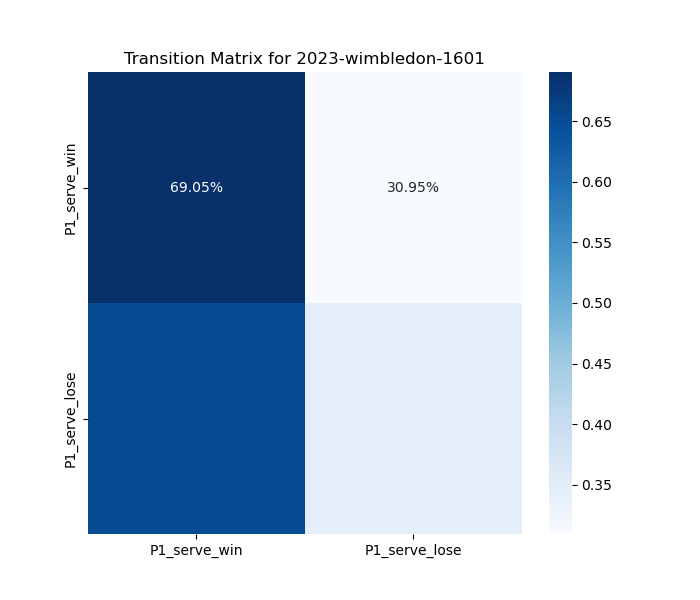 Transition Matrix for 2023-wimbledon-1601
P1_serve_win
69.05%
30.95%
P1_serve_lose
P1_serve_win
P1_serve_lose
0.65
0.60
0.55
0.50
0.45
0.40
0.35